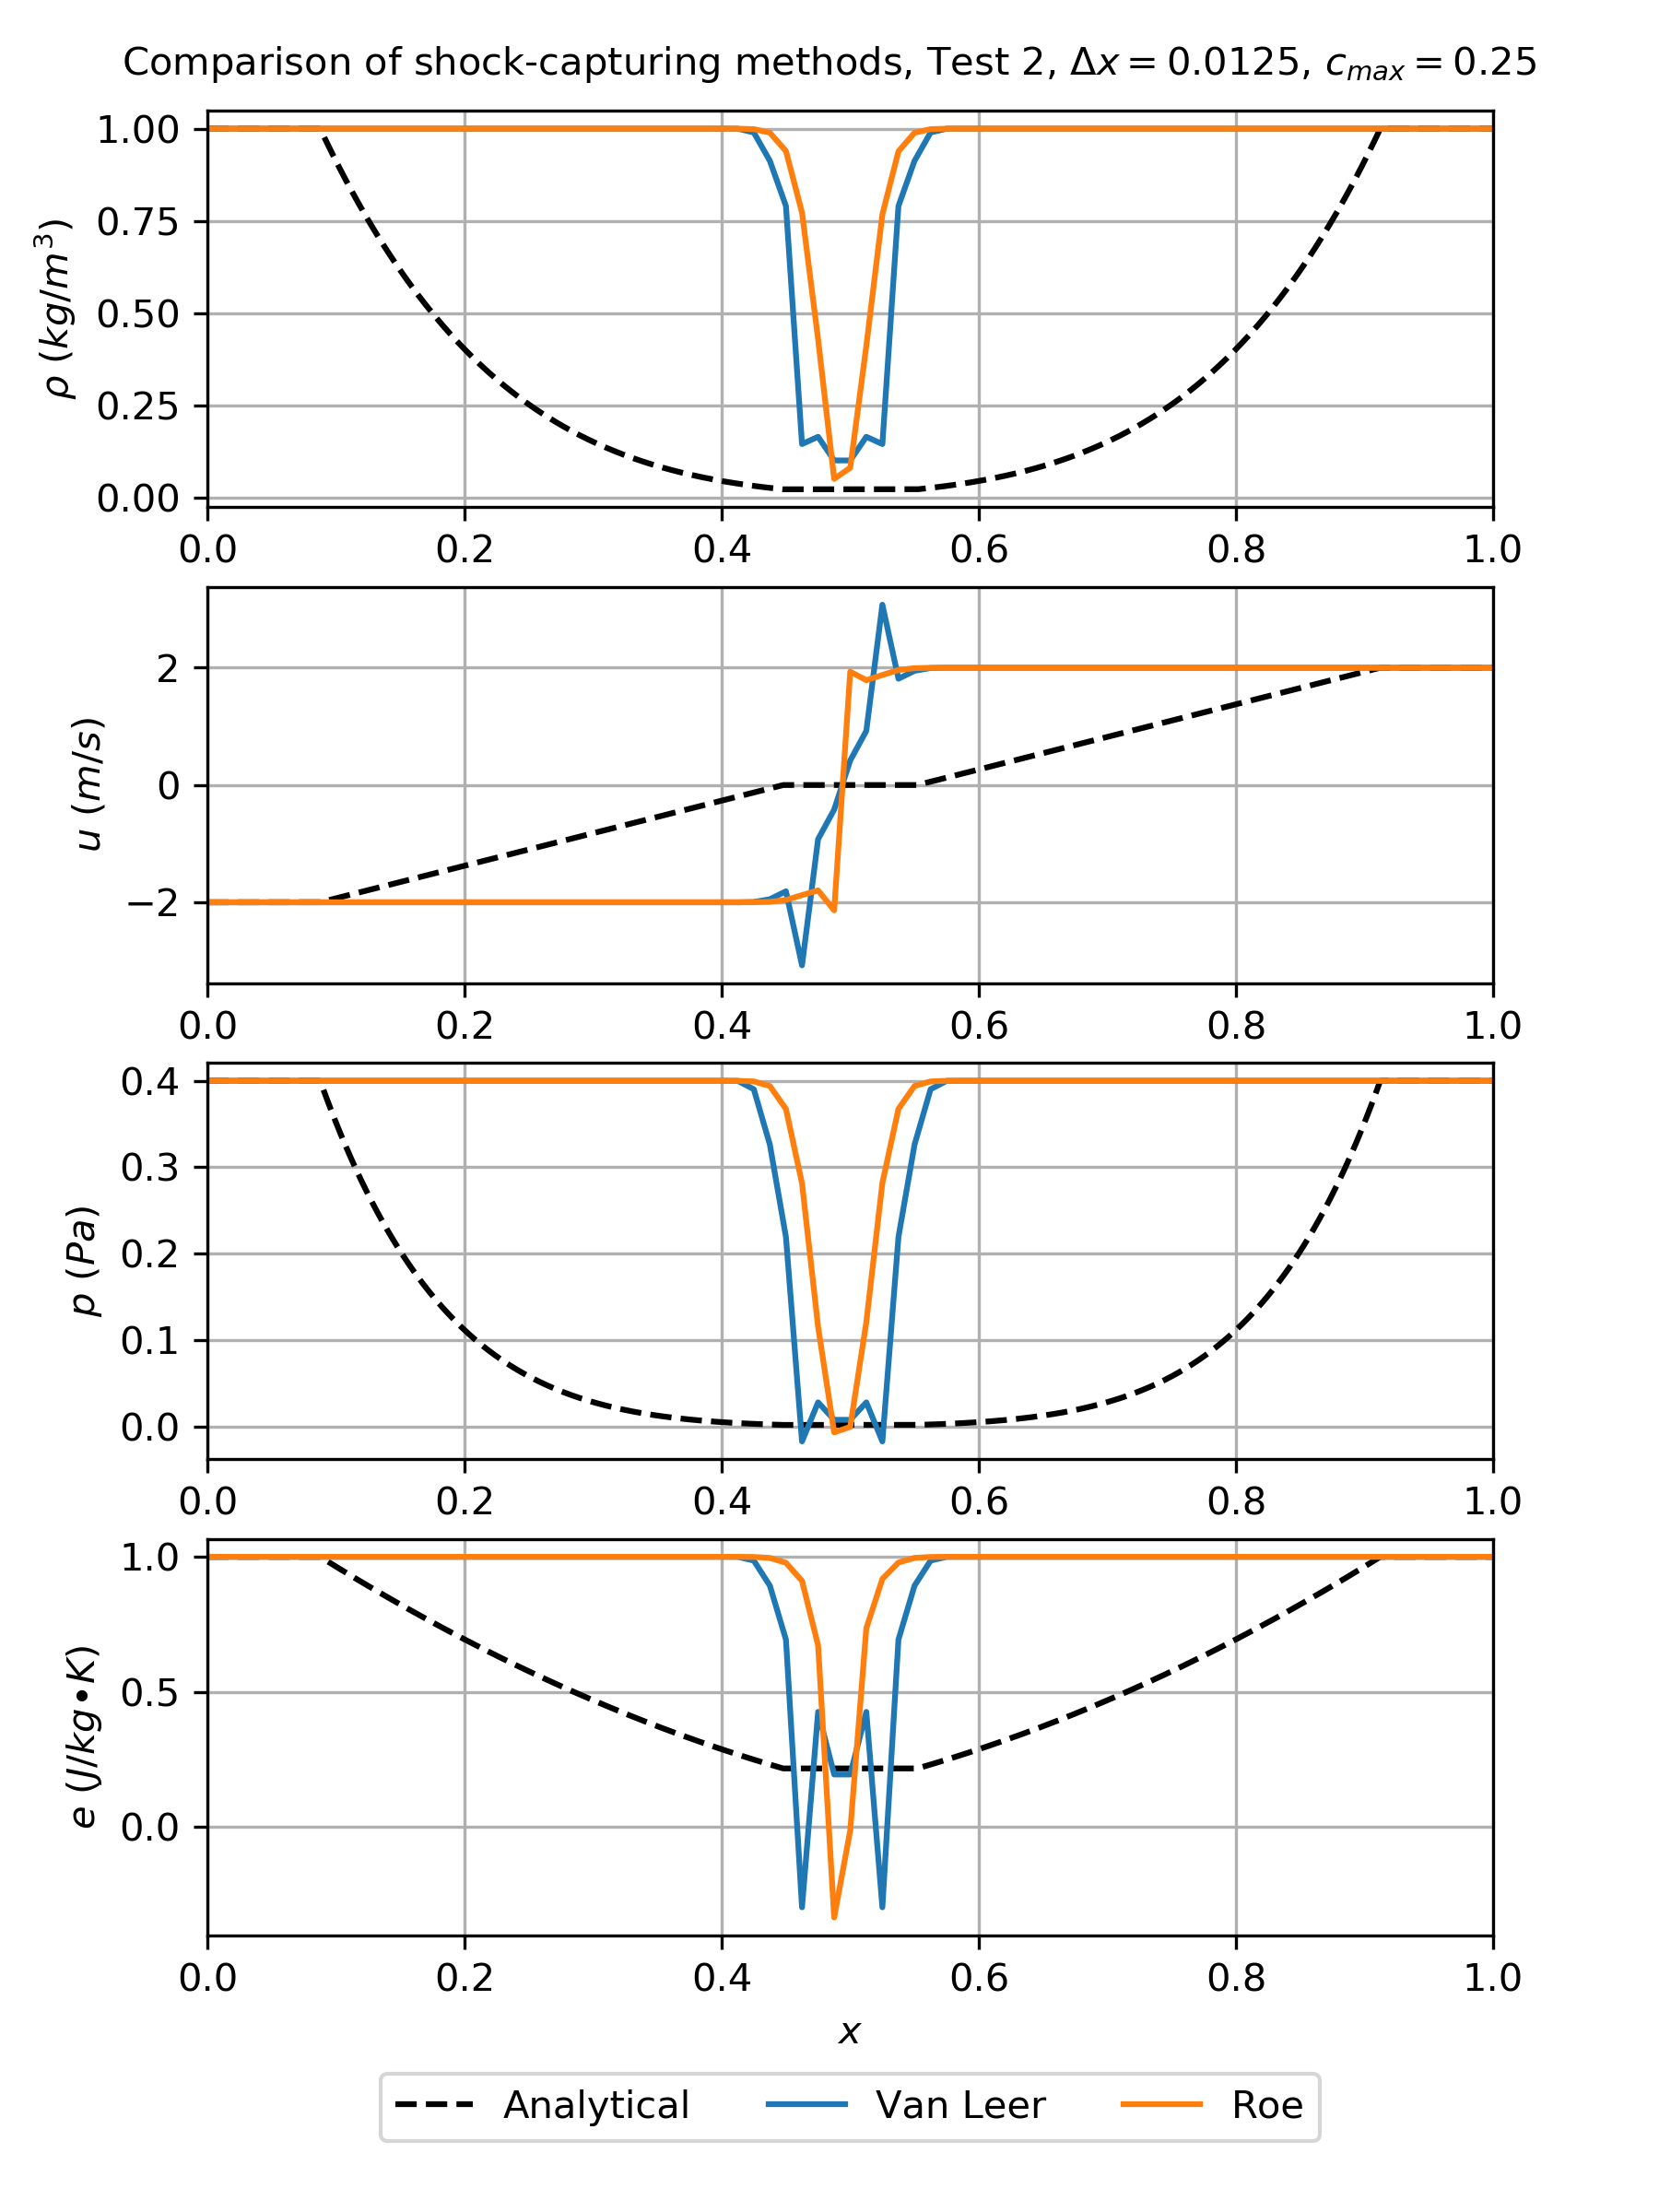 Comparison of shock-capturing methods, Test 2, Δx = 0.0125, c_max = 0.25
1.00
0.75
0.50
0.25
0.00
ρ (kg/m³)
0.0 0.2 0.4 0.6 0.8 1.0
2
0
−2
u (m/s)
0.0 0.2 0.4 0.6 0.8 1.0
0.4
0.3
0.2
0.1
0.0
p (Pa)
0.0 0.2 0.4 0.6 0.8 1.0
1.0
0.5
0.0
e (J/kg•K)
0.0 0.2 0.4 0.6 0.8 1.0
x
Analytical Van Leer Roe